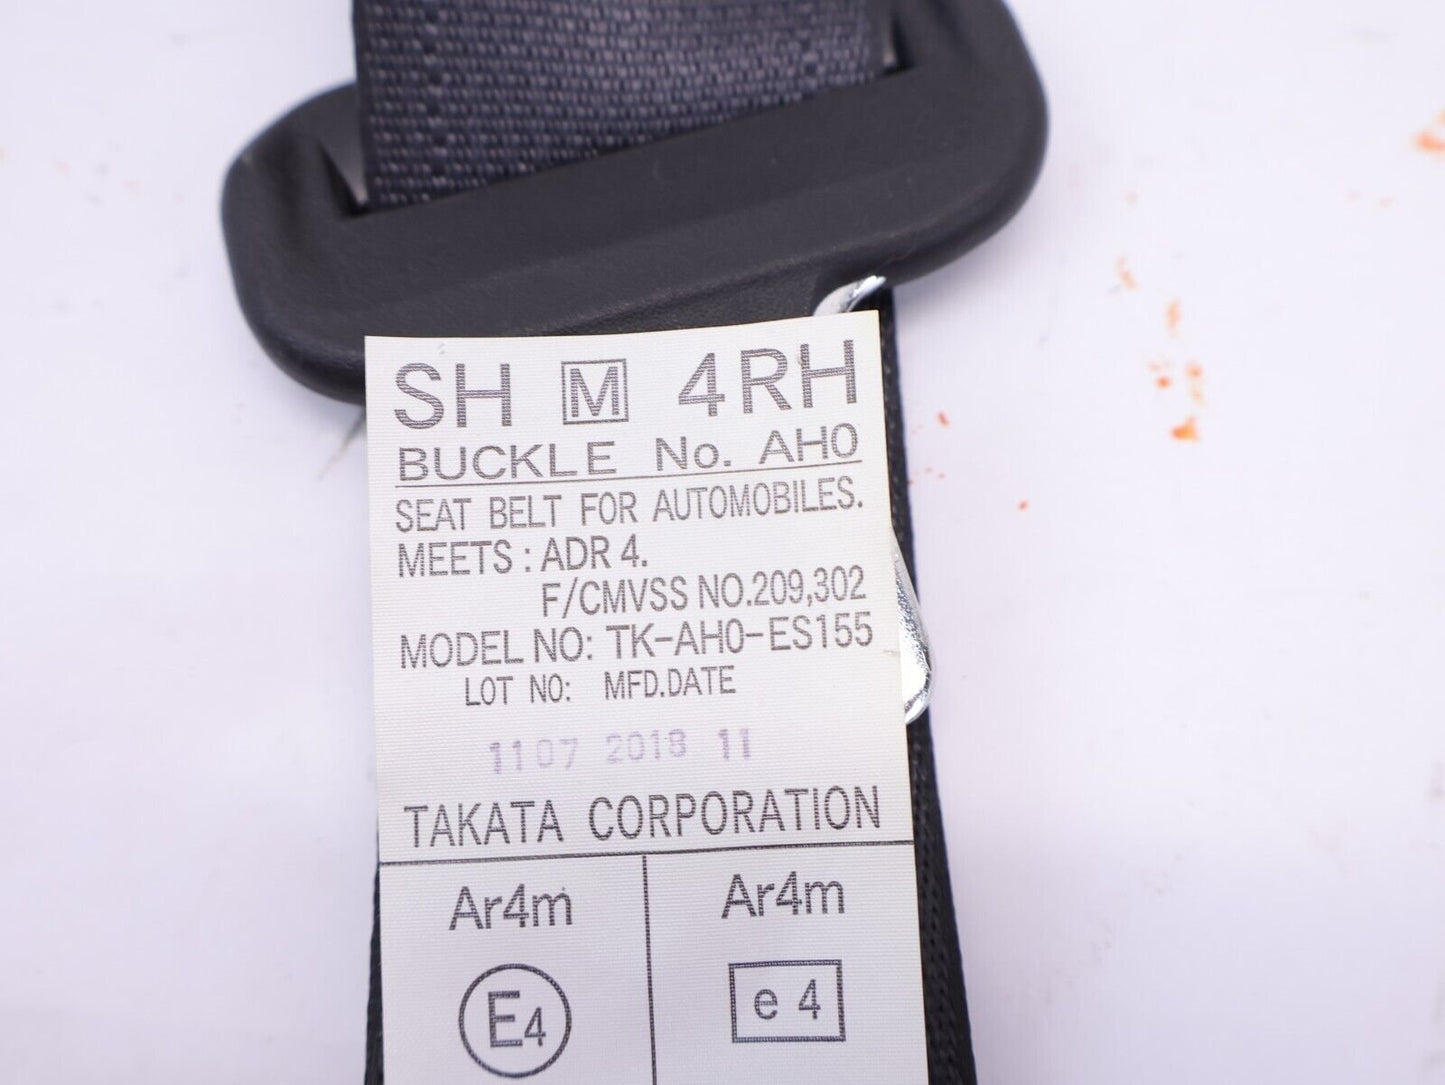 SH M 4RH
BUCKLE No. AH0
SEAT BELT FOR AUTOMOBILES.
MEETS : ADR 4.
F/CMVSS NO.209,302
MODEL NO: TK-AH0-ES155
LOT NO: MFD.DATE
1107 2018 11
TAKATA CORPORATION
Ar4m Ar4m
E4 e 4